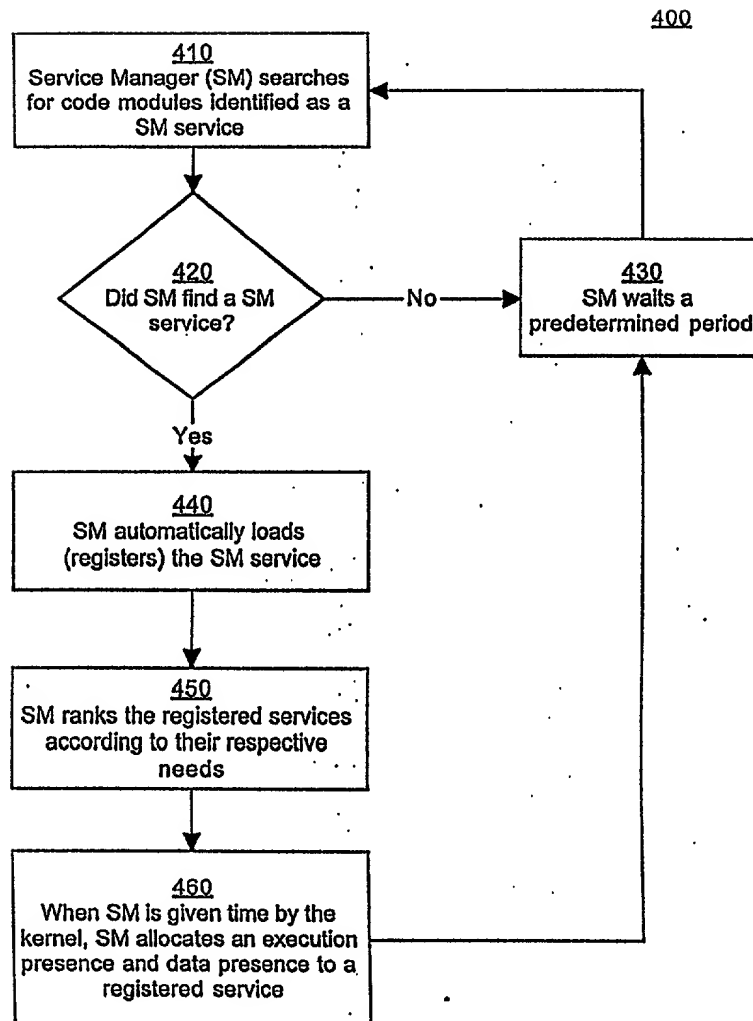 400
410
Service Manager (SM) searches
for code modules identified as a
SM service
420
Did SM find a SM
service?
No
430
SM waits a
predetermined period
Yes
440
SM automatically loads
(registers) the SM service
450
SM ranks the registered services
according to their respective
needs
460
When SM is given time by the
kernel, SM allocates an execution
presence and data presence to a
registered service